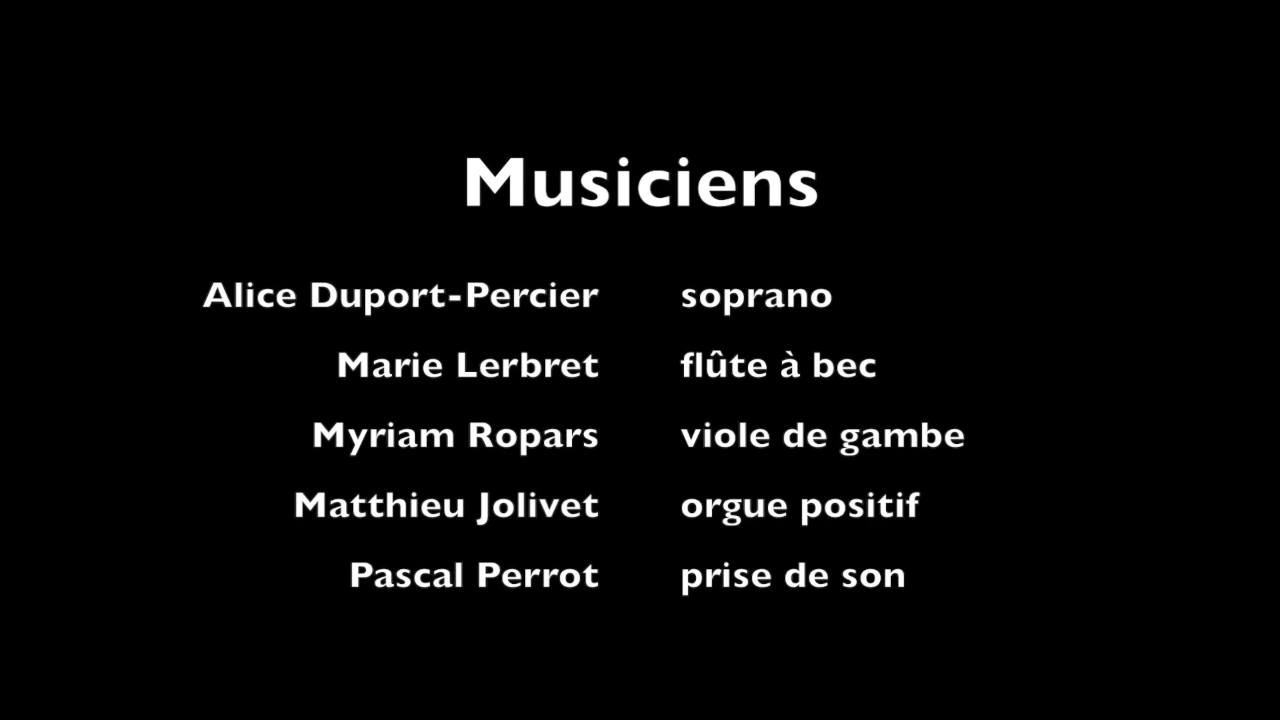 Musiciens
Alice Duport-Percier soprano
Marie Lerbret flûte à bec
Myriam Ropars viole de gambe
Matthieu Jolivet orgue positif
Pascal Perrot prise de son